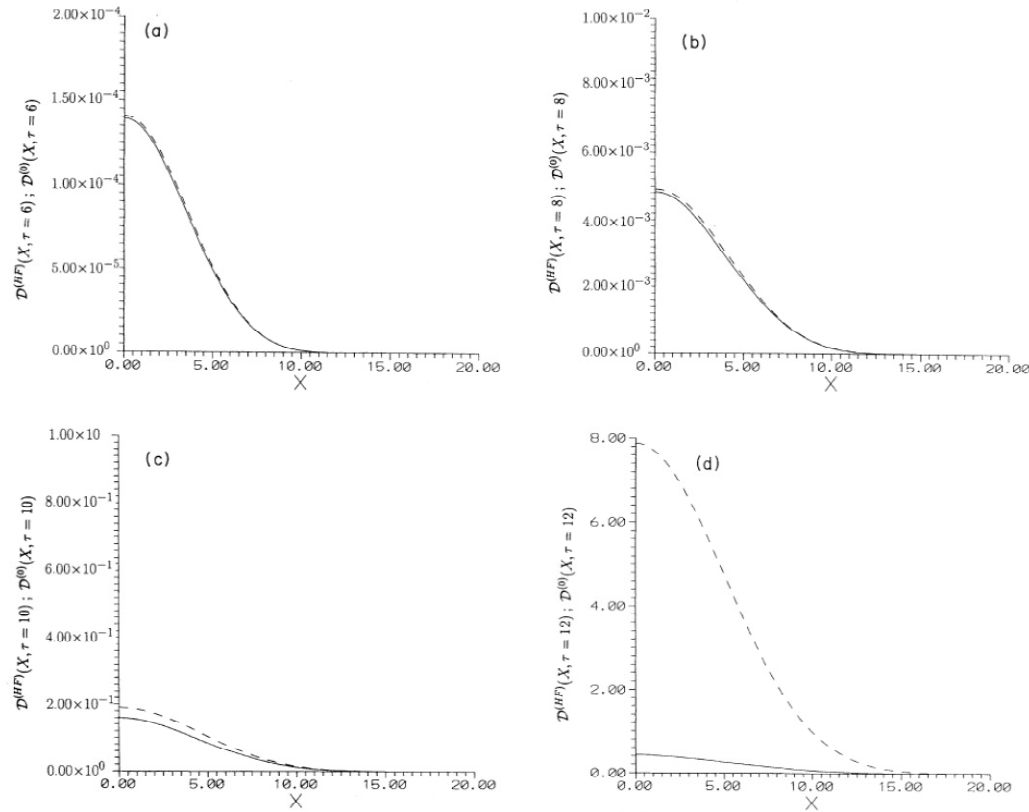 (a)
2.00×10⁻⁴
1.50×10⁻⁴
1.00×10⁻⁴
5.00×10⁻⁵
0.00×10⁰
𝒟⁽ᴴᶠ⁾(X, τ = 6) ; 𝒟⁽⁰⁾(X, τ = 6)
0.00 5.00 10.00 15.00 20.00
X
(b)
1.00×10⁻²
8.00×10⁻³
6.00×10⁻³
4.00×10⁻³
2.00×10⁻³
0.00×10⁰
𝒟⁽ᴴᶠ⁾(X, τ = 8) ; 𝒟⁽⁰⁾(X, τ = 8)
0.00 5.00 10.00 15.00 20.00
X
(c)
1.00×10
8.00×10⁻¹
6.00×10⁻¹
4.00×10⁻¹
2.00×10⁻¹
0.00×10⁰
𝒟⁽ᴴᶠ⁾(X, τ = 10) ; 𝒟⁽⁰⁾(X, τ = 10)
0.00 5.00 10.00 15.00 20.00
X
(d)
8.00
6.00
4.00
2.00
0.00
𝒟⁽ᴴᶠ⁾(X, τ = 12) ; 𝒟⁽⁰⁾(X, τ = 12)
0.00 5.00 10.00 15.00 20.00
X